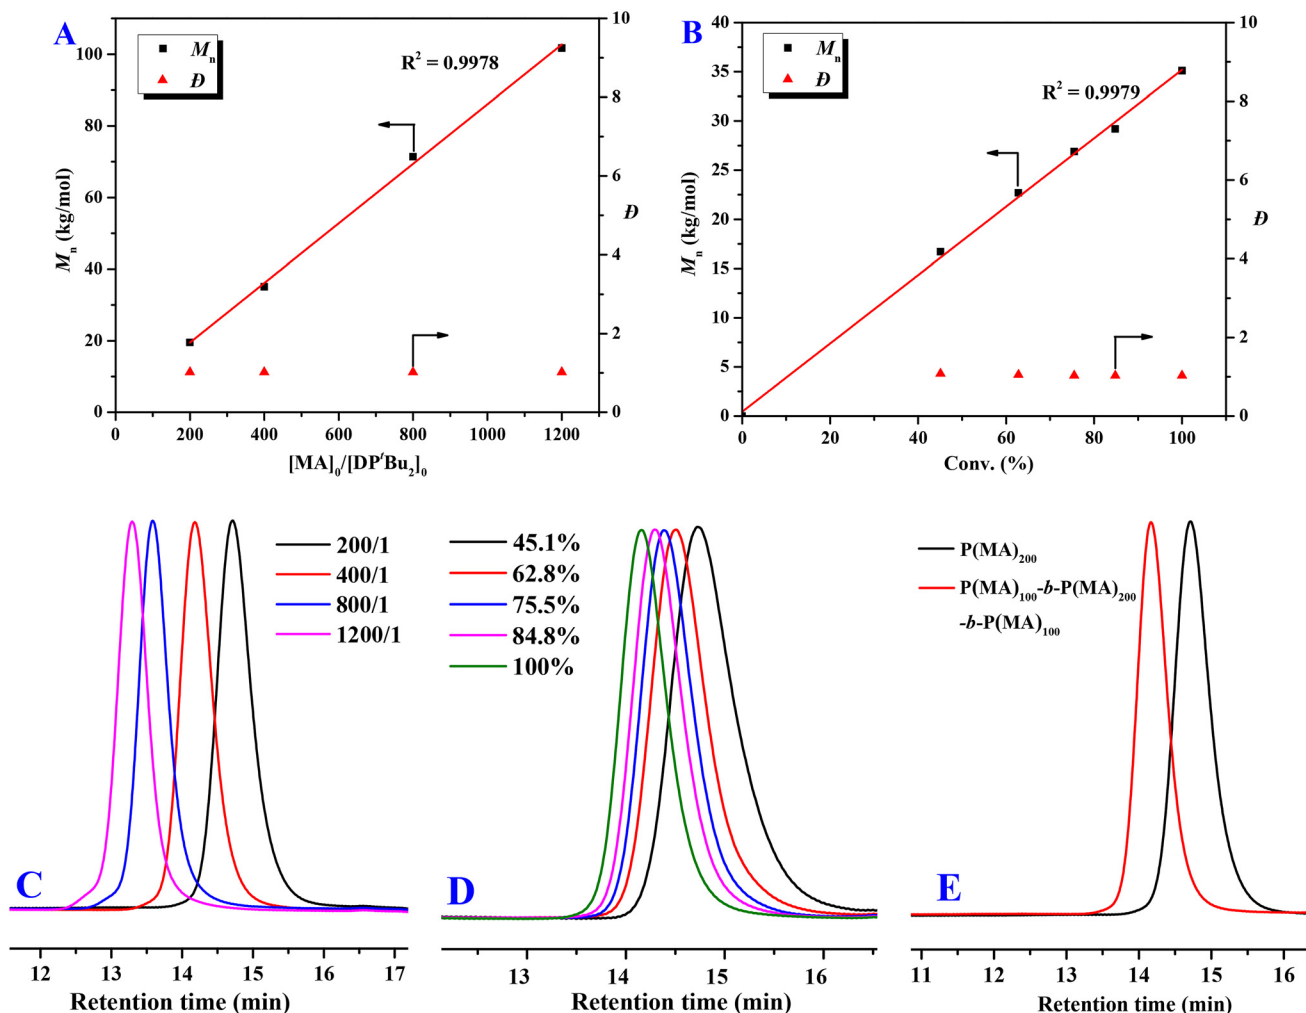 A
M_n
Đ
R² = 0.9978
100
80
60
40
20
0
M_n (kg/mol)
10
8
6
4
2
0
Đ
0 200 400 600 800 1000 1200
[MA]₀/[DPᵗBu₂]₀
B
M_n
Đ
R² = 0.9979
40
35
30
25
20
15
10
5
0
M_n (kg/mol)
10
8
6
4
2
0
Đ
0 20 40 60 80 100
Conv. (%)
C
200/1
400/1
800/1
1200/1
12 13 14 15 16 17
Retention time (min)
D
45.1%
62.8%
75.5%
84.8%
100%
13 14 15 16
Retention time (min)
E
P(MA)₂₀₀
P(MA)₁₀₀-b-P(MA)₂₀₀
-b-P(MA)₁₀₀
11 12 13 14 15 16
Retention time (min)